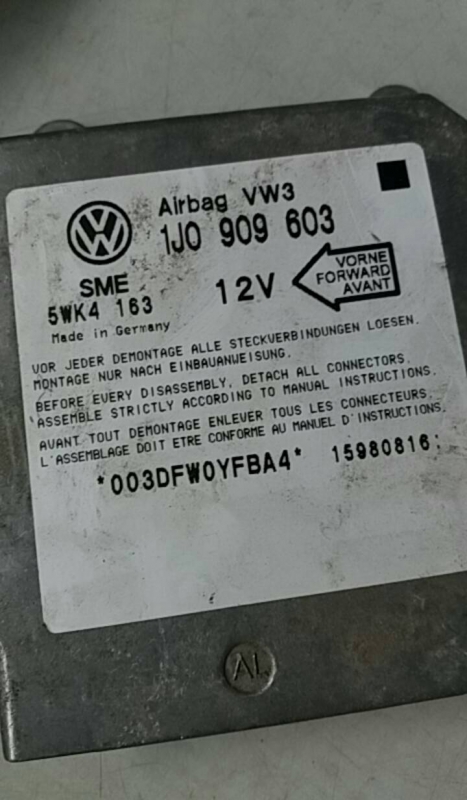 Airbag VW3
1J0 909 603
VW
SME
5WK4 163
Made in Germany
12V
VORNE
FORWARD
AVANT
VOR JEDER DEMONTAGE ALLE STECKVERBINDUNGEN LOESEN.
MONTAGE NUR NACH EINBAUANWEISUNG.
BEFORE EVERY DISASSEMBLY, DETACH ALL CONNECTORS.
ASSEMBLE STRICTLY ACCORDING TO MANUAL INSTRUCTIONS.
AVANT TOUT DEMONTAGE ENLEVER TOUS LES CONNECTEURS.
L'ASSEMBLAGE DOIT ETRE CONFORME AU MANUEL D'INSTRUCTIONS.
*003DFW0YFBA4* 15980816
AL